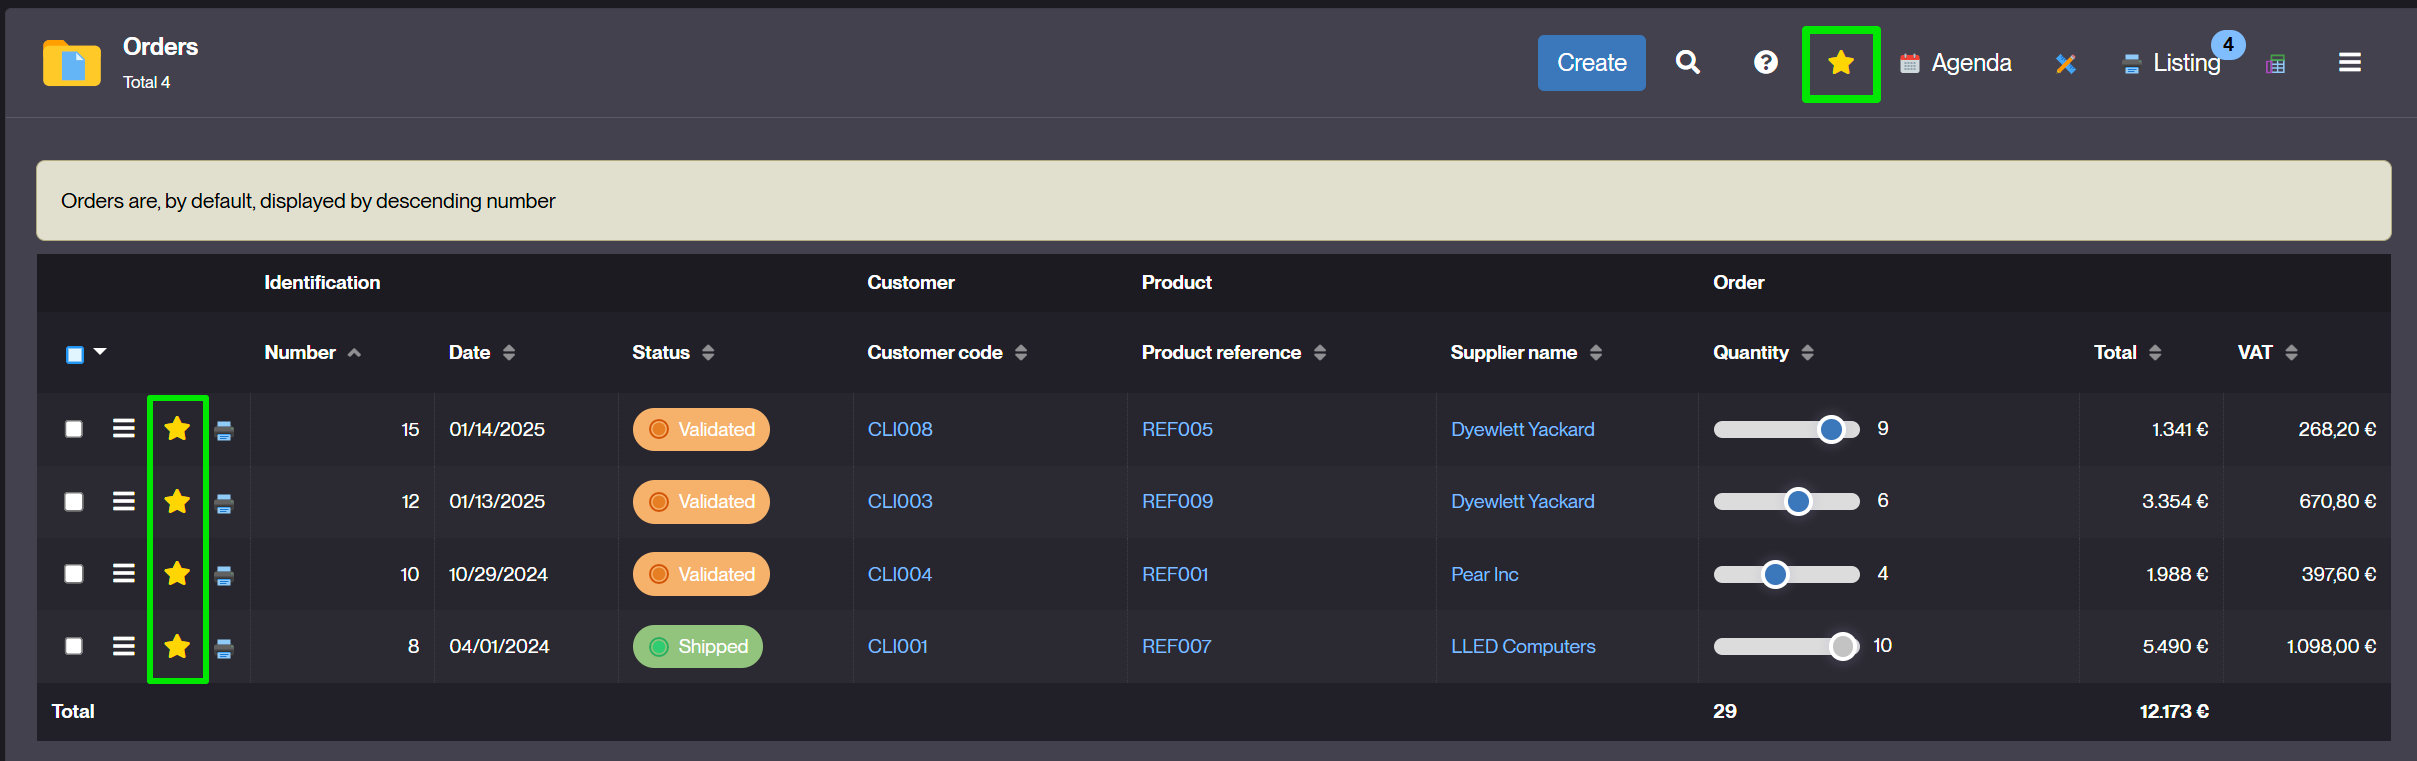 Orders
Total 4
Create
Agenda
Listing 4
Orders are, by default, displayed by descending number
Identification Customer Product Order
Number Date Status Customer code Product reference Supplier name Quantity Total VAT
15 01/14/2025 Validated CLI008 REF005 Dyewlett Yackard 9 1.341 € 268,20 €
12 01/13/2025 Validated CLI003 REF009 Dyewlett Yackard 6 3.354 € 670,80 €
10 10/29/2024 Validated CLI004 REF001 Pear Inc 4 1.988 € 397,60 €
8 04/01/2024 Shipped CLI001 REF007 LLED Computers 10 5.490 € 1.098,00 €
Total 29 12.173 €